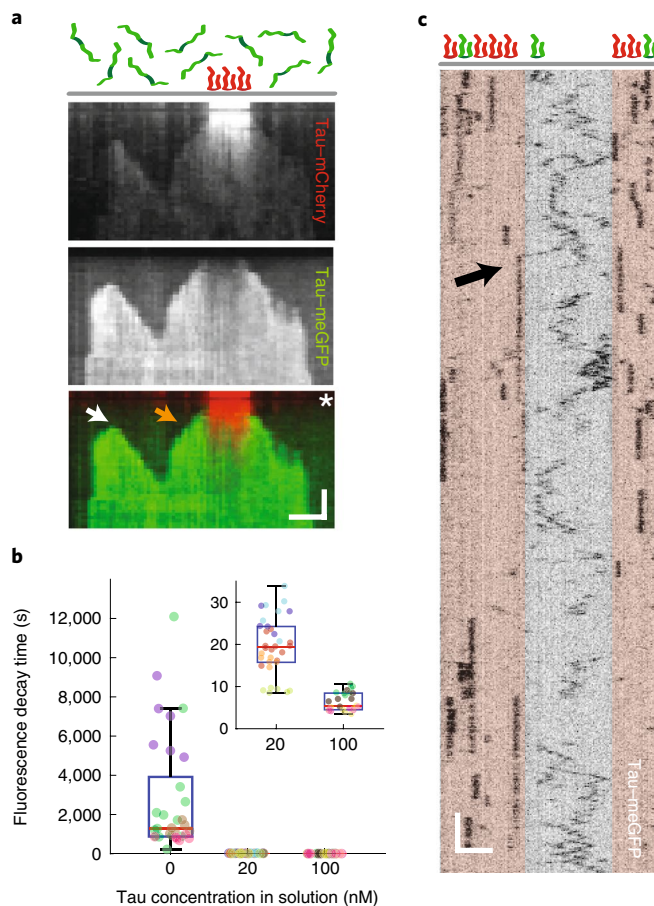 a
Tau–mCherry
Tau–meGFP
*
b
Fluorescence decay time (s)
12,000
10,000
8,000
6,000
4,000
2,000
0
30
20
10
0
20
100
0
20
100
Tau concentration in solution (nM)
c
Tau–meGFP